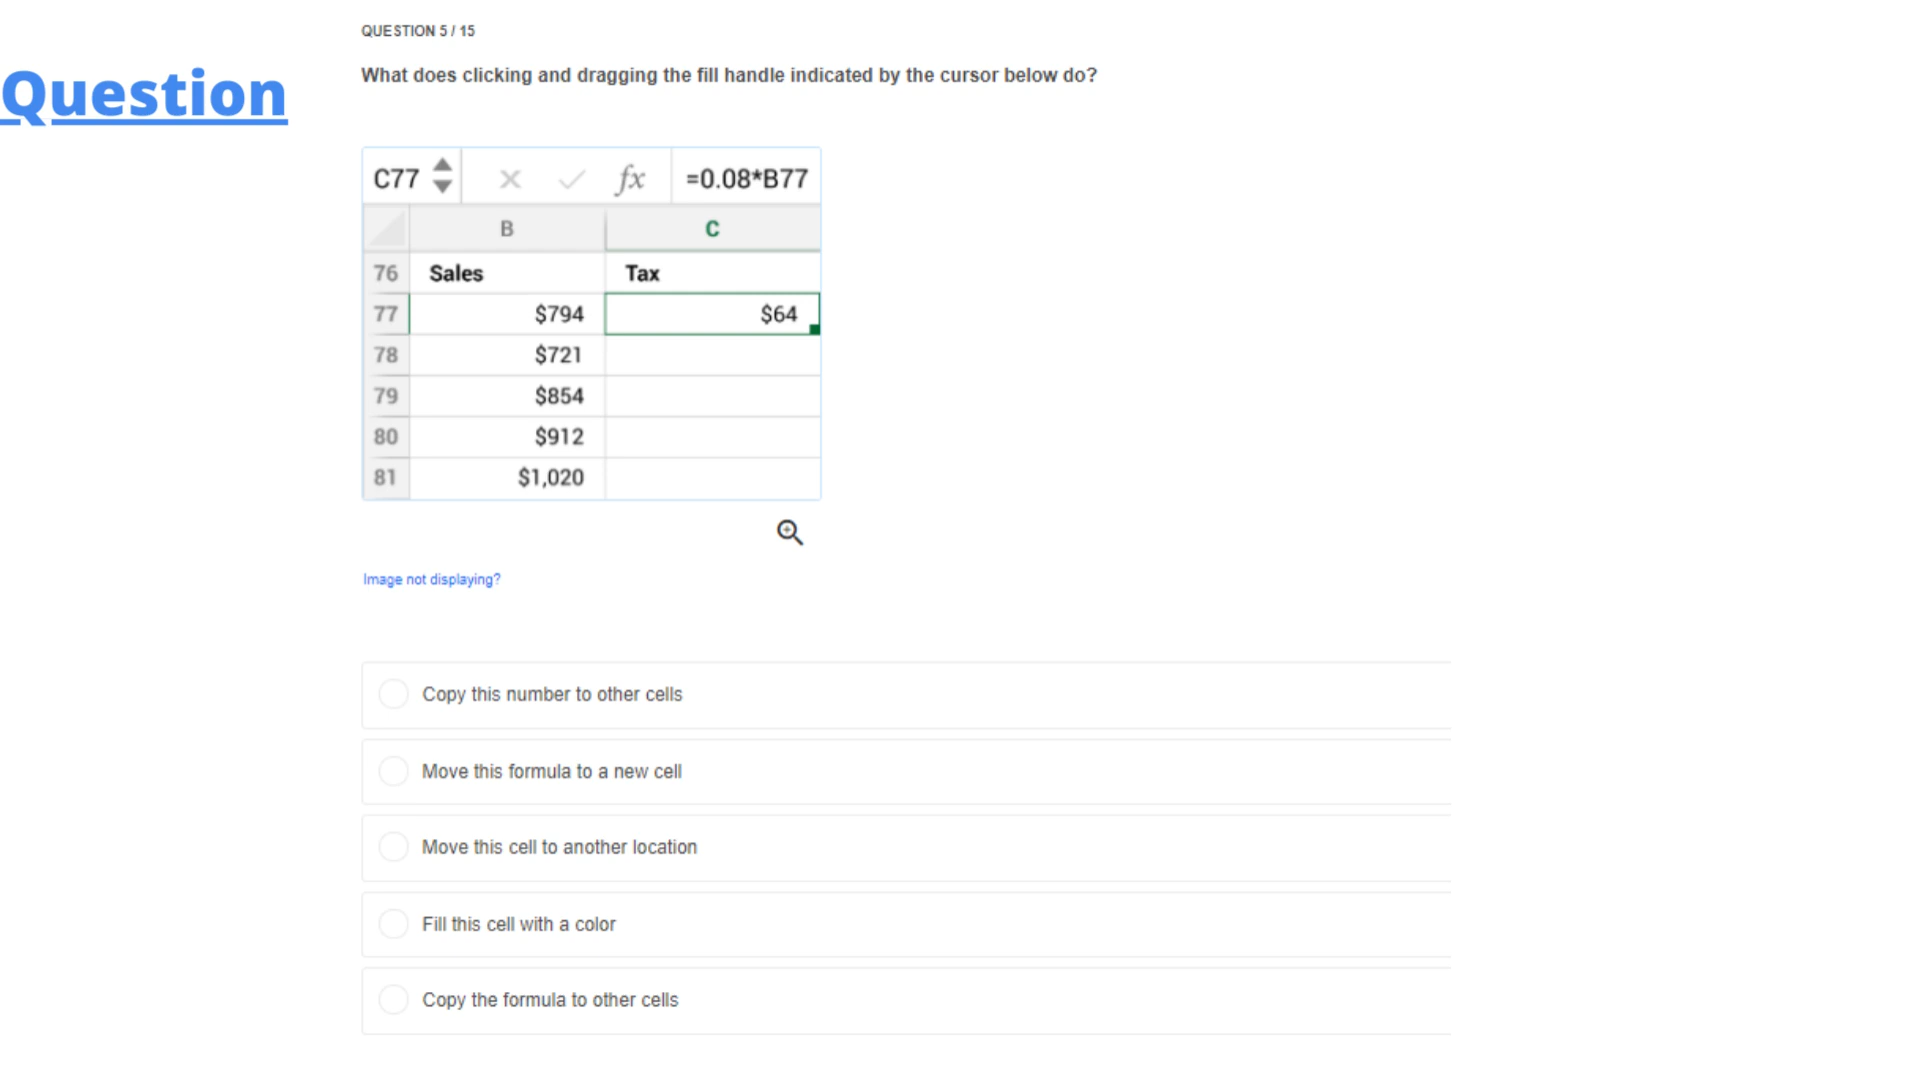 QUESTION 5 / 15
Question
What does clicking and dragging the fill handle indicated by the cursor below do?
C77 fx =0.08*B77
B C
76 Sales Tax
77 $794 $64
78 $721
79 $854
80 $912
81 $1,020
Image not displaying?
Copy this number to other cells
Move this formula to a new cell
Move this cell to another location
Fill this cell with a color
Copy the formula to other cells